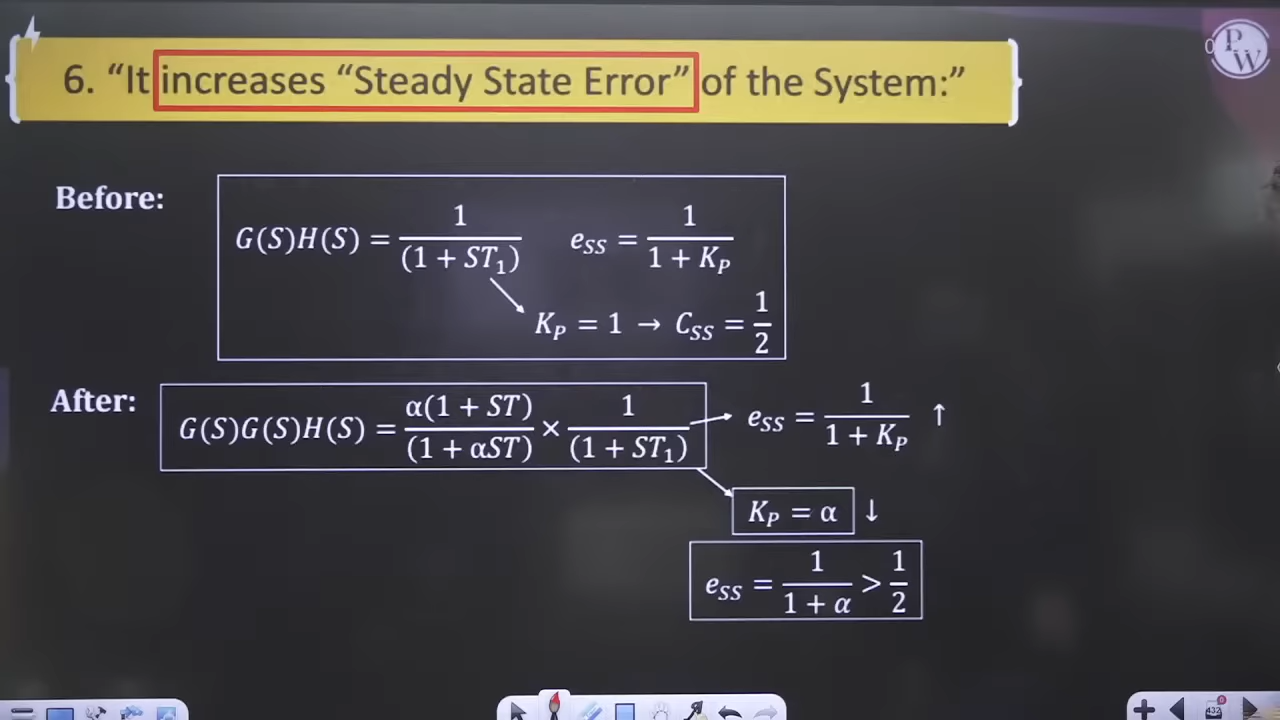 6. “It increases “Steady State Error” of the System:”
PW
Before:
G(S)H(S) = 1/(1 + ST₁) e_SS = 1/(1 + K_P)
K_P = 1 → C_SS = 1/2
After:
G(S)G(S)H(S) = α(1 + ST)/(1 + αST) × 1/(1 + ST₁) e_SS = 1/(1 + K_P) ↑
K_P = α ↓
e_SS = 1/(1 + α) > 1/2
432